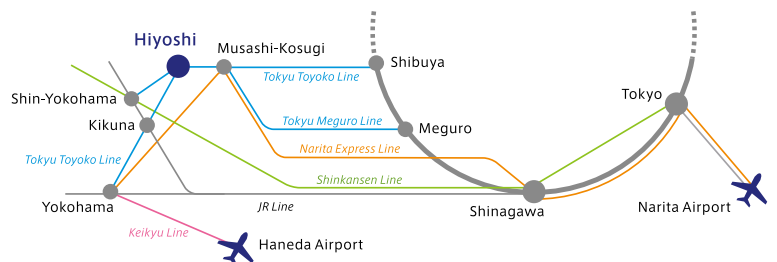 Hiyoshi
Musashi-Kosugi
Shibuya
Tokyu Toyoko Line
Shin-Yokohama
Tokyo
Kikuna
Tokyu Meguro Line
Meguro
Narita Express Line
Tokyu Toyoko Line
Shinkansen Line
Yokohama
JR Line
Shinagawa
Narita Airport
Keikyu Line
Haneda Airport